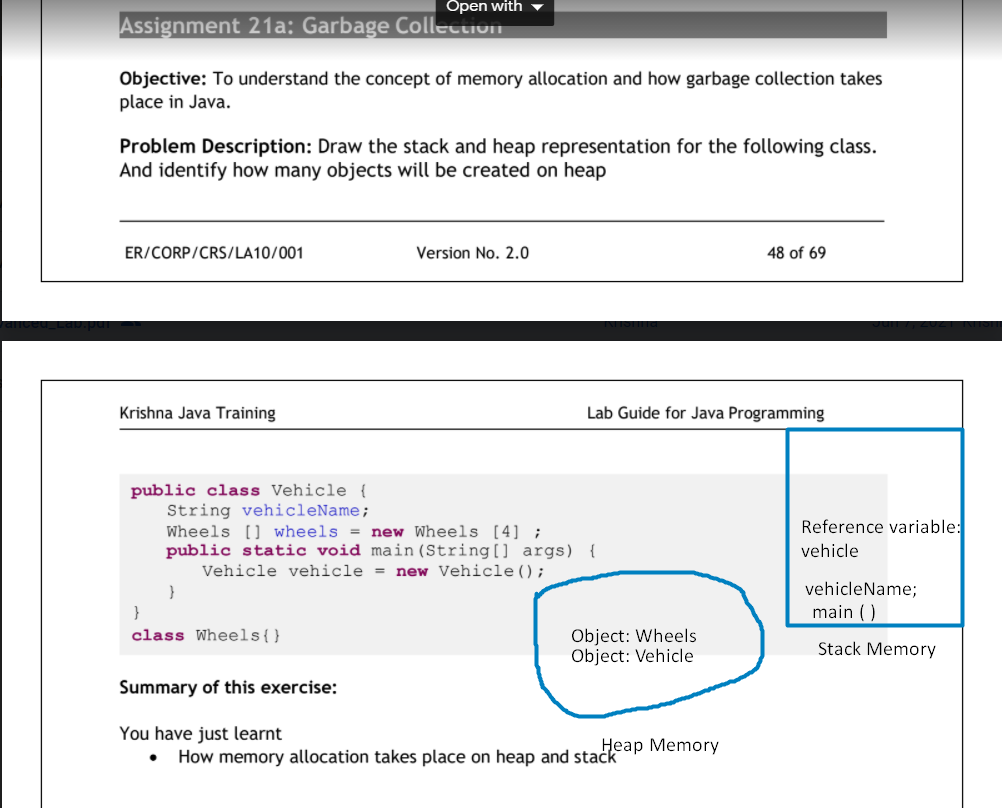 Open with
Assignment 21a: Garbage Collection
Objective: To understand the concept of memory allocation and how garbage collection takes
place in Java.
Problem Description: Draw the stack and heap representation for the following class.
And identify how many objects will be created on heap
ER/CORP/CRS/LA10/001 Version No. 2.0 48 of 69
Krishna
Krishna Java Training Lab Guide for Java Programming
public class Vehicle {
String vehicleName;
Wheels [] wheels = new Wheels [4] ;
public static void main(String[] args) {
Vehicle vehicle = new Vehicle();
}
}
class Wheels{}
Reference variable:
vehicle
vehicleName;
main ( )
Stack Memory
Object: Wheels
Object: Vehicle
Heap Memory
Summary of this exercise:
You have just learnt
• How memory allocation takes place on heap and stack